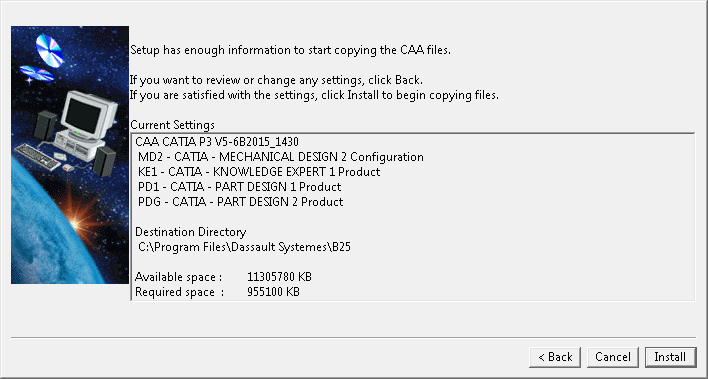 Setup has enough information to start copying the CAA files.
If you want to review or change any settings, click Back.
If you are satisfied with the settings, click Install to begin copying files.
Current Settings
CAA CATIA P3 V5-6B2015_1430
MD2 - CATIA - MECHANICAL DESIGN 2 Configuration
KE1 - CATIA - KNOWLEDGE EXPERT 1 Product
PD1 - CATIA - PART DESIGN 1 Product
PDG - CATIA - PART DESIGN 2 Product
Destination Directory
C:\Program Files\Dassault Systemes\B25
Available space : 11305780 KB
Required space : 955100 KB
< Back Cancel Install